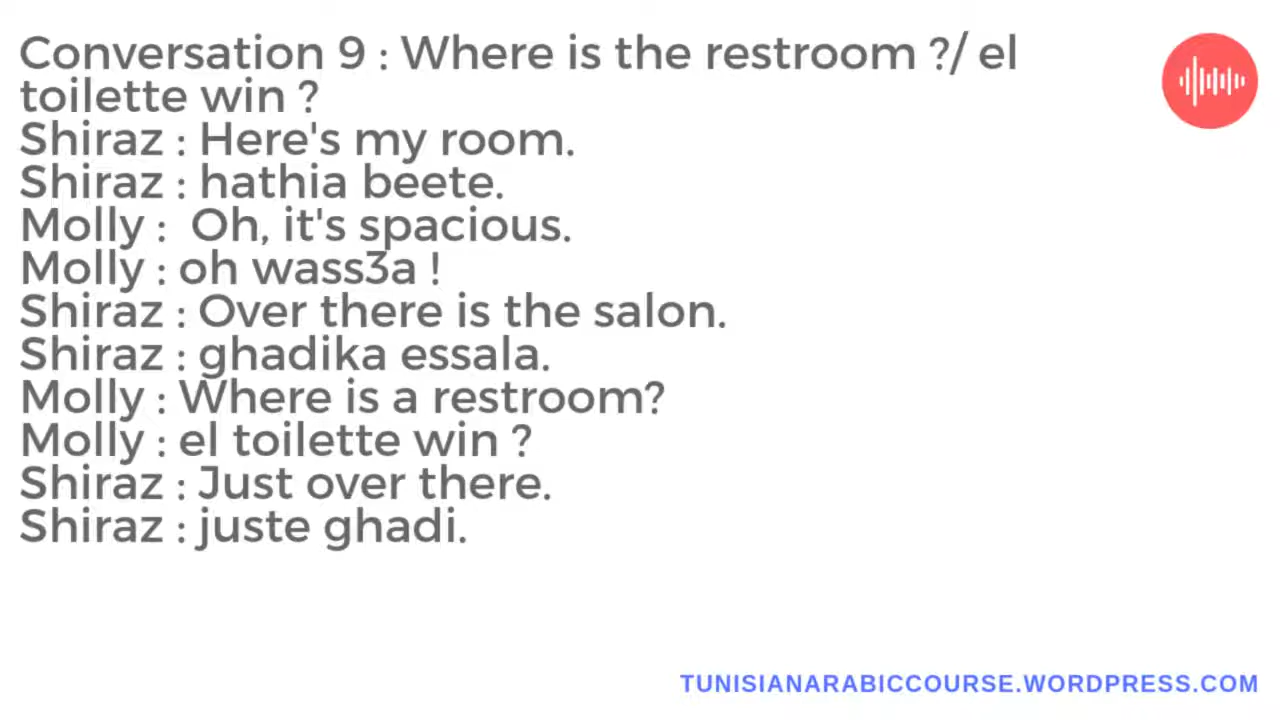 Conversation 9 : Where is the restroom ?/ el
toilette win ?
Shiraz : Here's my room.
Shiraz : hathia beete.
Molly :  Oh, it's spacious.
Molly : oh wass3a !
Shiraz : Over there is the salon.
Shiraz : ghadika essala.
Molly : Where is a restroom?
Molly : el toilette win ?
Shiraz : Just over there.
Shiraz : juste ghadi.
TUNISIANARABICCOURSE.WORDPRESS.COM